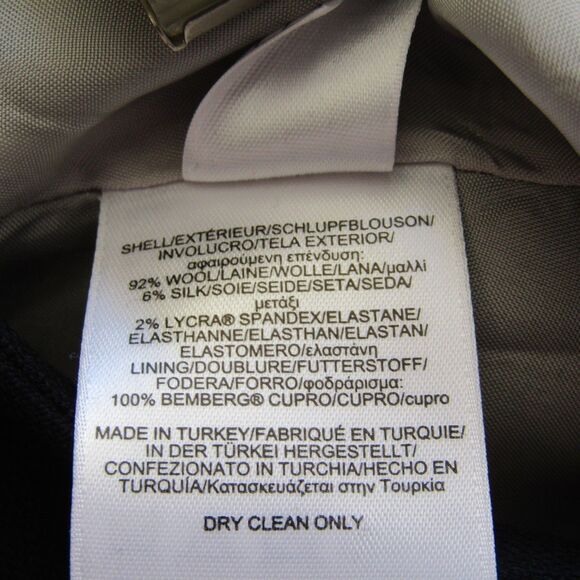 SHELL/EXTÉRIEUR/SCHLUPFBLOUSON/
INVOLUCRO/TELA EXTERIOR/
αφαιρούμενη επένδυση:
92% WOOL/LAINE/WOLLE/LANA/μαλλί
6% SILK/SOIE/SEIDE/SETA/SEDA/
μετάξι
2% LYCRA® SPANDEX/ELASTANE/
ELASTHANNE/ELASTHAN/ELASTAN/
ELASTOMERO/ελαστάνη
LINING/DOUBLURE/FUTTERSTOFF/
FODERA/FORRO/φοδράρισμα:
100% BEMBERG® CUPRO/CUPRO/cupro
MADE IN TURKEY/FABRIQUÉ EN TURQUIE/
IN DER TÜRKEI HERGESTELLT/
CONFEZIONATO IN TURCHIA/HECHO EN
TURQUÍA/Κατασκευάζεται στην Τουρκία
DRY CLEAN ONLY